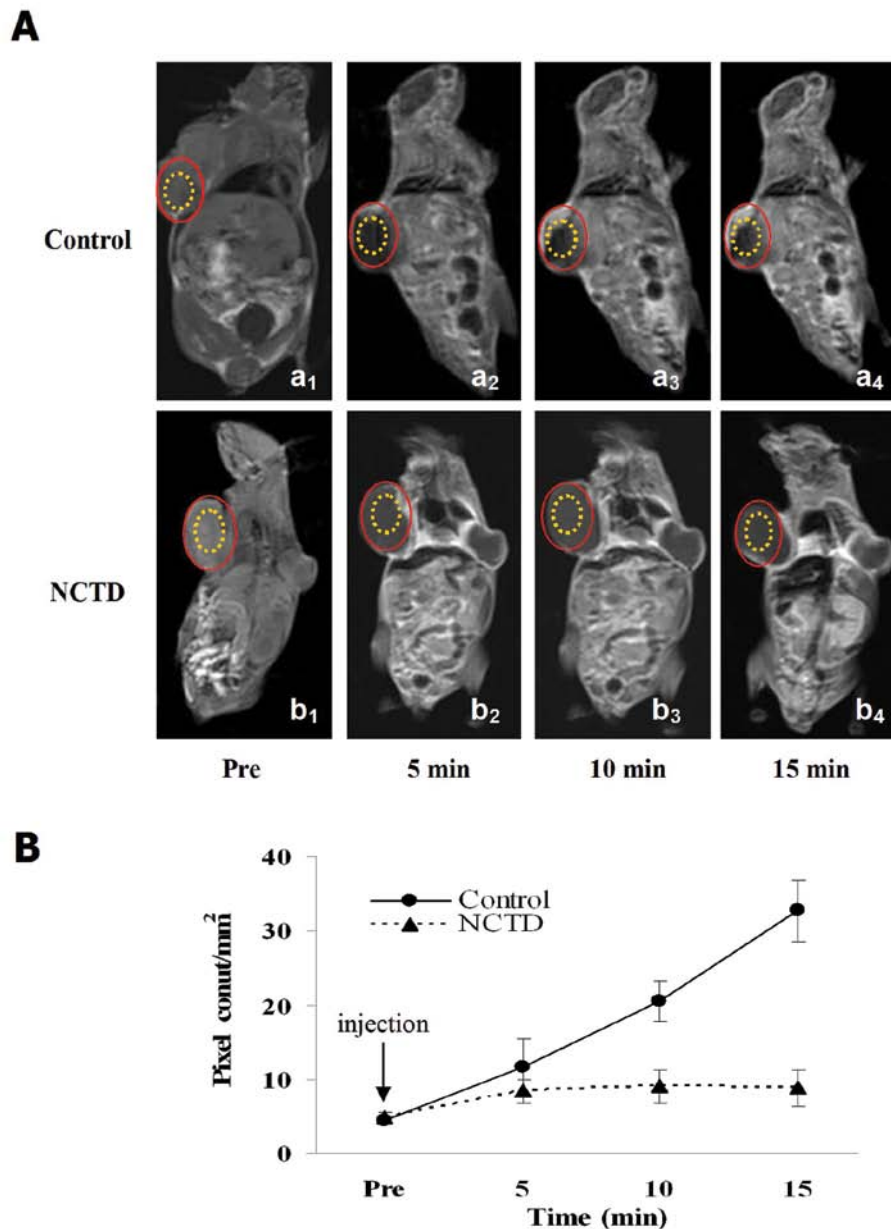 A
Control
a1 a2 a3 a4
NCTD
b1 b2 b3 b4
Pre 5 min 10 min 15 min
B
Pixel conut/mm2
40
30
20
10
0
Control
NCTD
injection
Pre 5 10 15
Time (min)